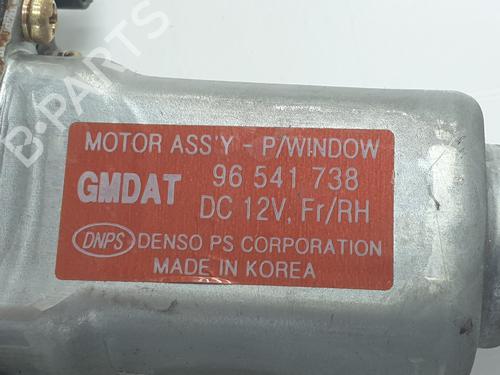 B-PARTS
MOTOR ASS'Y - P/WINDOW
GMDAT 96 541 738
DC 12V, Fr/RH
DNPS DENSO PS CORPORATION
MADE IN KOREA